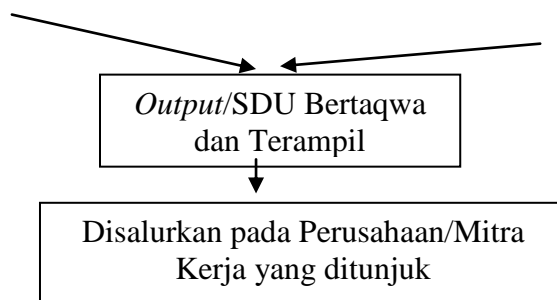 Output/SDU Bertaqwa
dan Terampil
Disalurkan pada Perusahaan/Mitra
Kerja yang ditunjuk